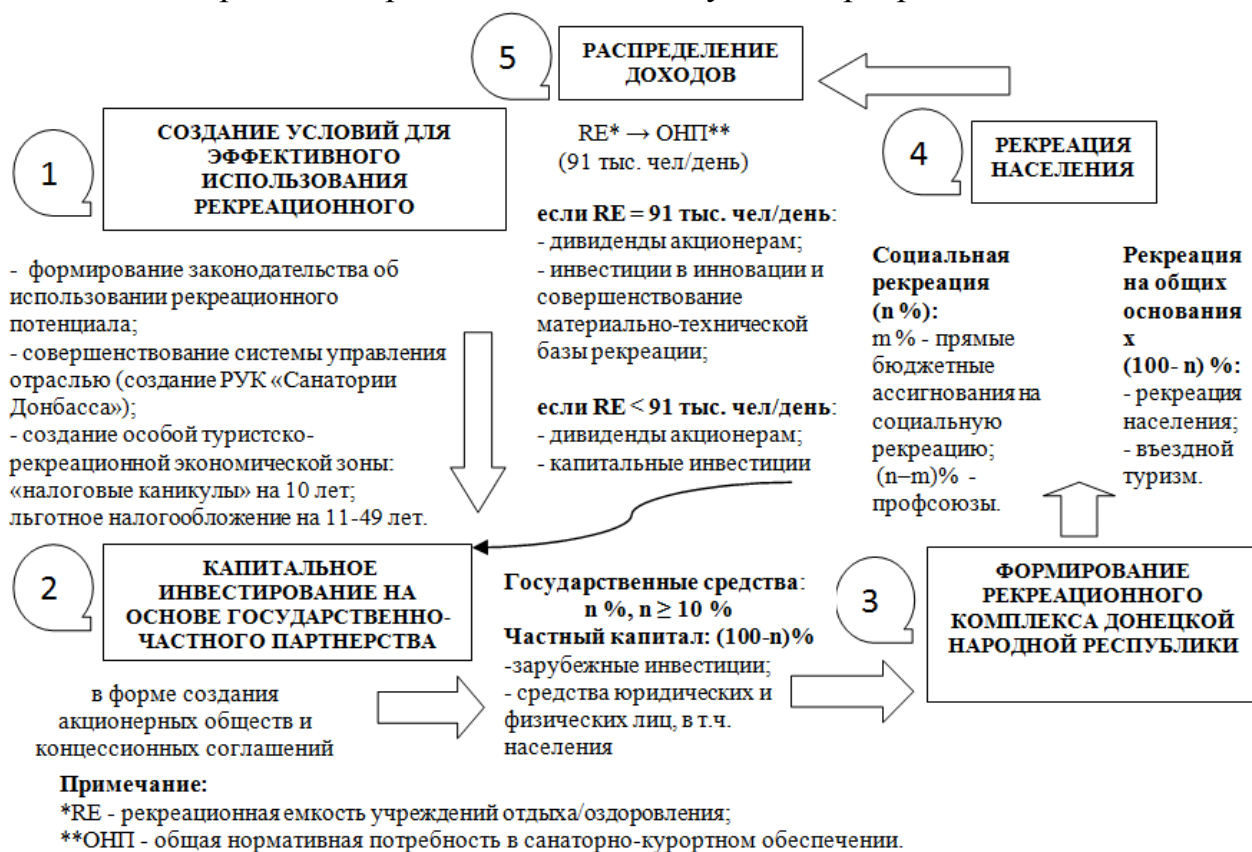 5
РАСПРЕДЕЛЕНИЕ
ДОХОДОВ
1
СОЗДАНИЕ УСЛОВИЙ ДЛЯ
ЭФФЕКТИВНОГО
ИСПОЛЬЗОВАНИЯ
РЕКРЕАЦИОННОГО
- формирование законодательства об
использовании рекреационного
потенциала;
- совершенствование системы управления
отраслью (создание РУК «Санатории
Донбасса»);
- создание особой туристско-
рекреационной экономической зоны:
«налоговые каникулы» на 10 лет;
льготное налогообложение на 11-49 лет.
RE* → ОНП**
(91 тыс. чел/день)
если RE = 91 тыс. чел/день:
- дивиденды акционерам;
- инвестиции в инновации и
совершенствование
материально-технической
базы рекреации;
если RE < 91 тыс. чел/день:
- дивиденды акционерам;
- капитальные инвестиции
4
РЕКРЕАЦИЯ
НАСЕЛЕНИЯ
Социальная
рекреация
(n %):
m % - прямые
бюджетные
ассигнования на
социальную
рекреацию;
(n–m)% -
профсоюзы.
Рекреация
на общих
основания
х
(100- n) %:
- рекреация
населения;
- въездной
туризм.
2
КАПИТАЛЬНОЕ
ИНВЕСТИРОВАНИЕ НА
ОСНОВЕ ГОСУДАРСТВЕННО-
ЧАСТНОГО ПАРТНЕРСТВА
в форме создания
акционерных обществ и
концессионных соглашений
Государственные средства:
n %, n ≥ 10 %
Частный капитал: (100-n)%
-зарубежные инвестиции;
- средства юридических и
физических лиц, в т.ч.
населения
3
ФОРМИРОВАНИЕ
РЕКРЕАЦИОННОГО
КОМПЛЕКСА ДОНЕЦКОЙ
НАРОДНОЙ РЕСПУБЛИКИ
Примечание:
*RE - рекреационная емкость учреждений отдыха/оздоровления;
**ОНП - общая нормативная потребность в санаторно-курортном обеспечении.